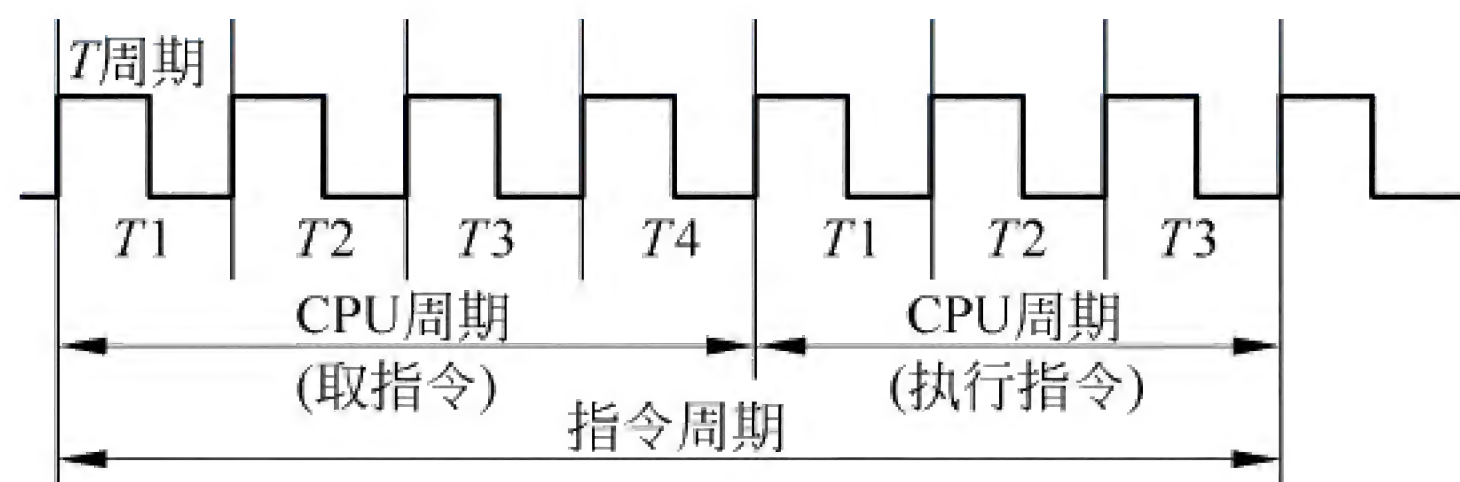 T周期
T1 T2 T3 T4 T1 T2 T3
CPU周期 CPU周期
(取指令) (执行指令)
指令周期